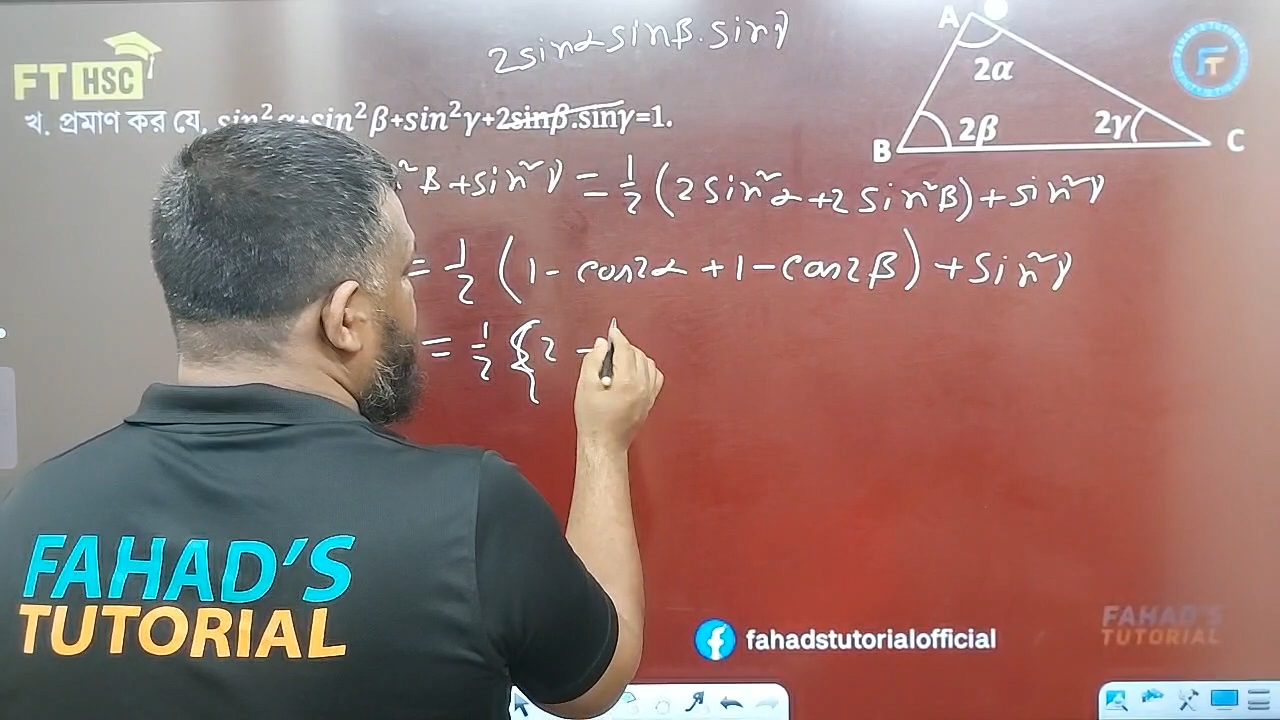 2sinα sinβ. sinγ
A
FT HSC
2α
খ. প্রমাণ কর যে, sin²α+sin²β+sin²γ+2sinβ.sinγ=1.
2β
2γ
B
C
β + sin²γ = 1/2 (2sin²α + 2sin²β) + sin²γ
= 1/2 (1 - cos2α + 1 - cos2β) + sin²γ
= 1/2 {2 -
FAHAD'S
TUTORIAL
FAHAD'S
TUTORIAL
fahadstutorialofficial